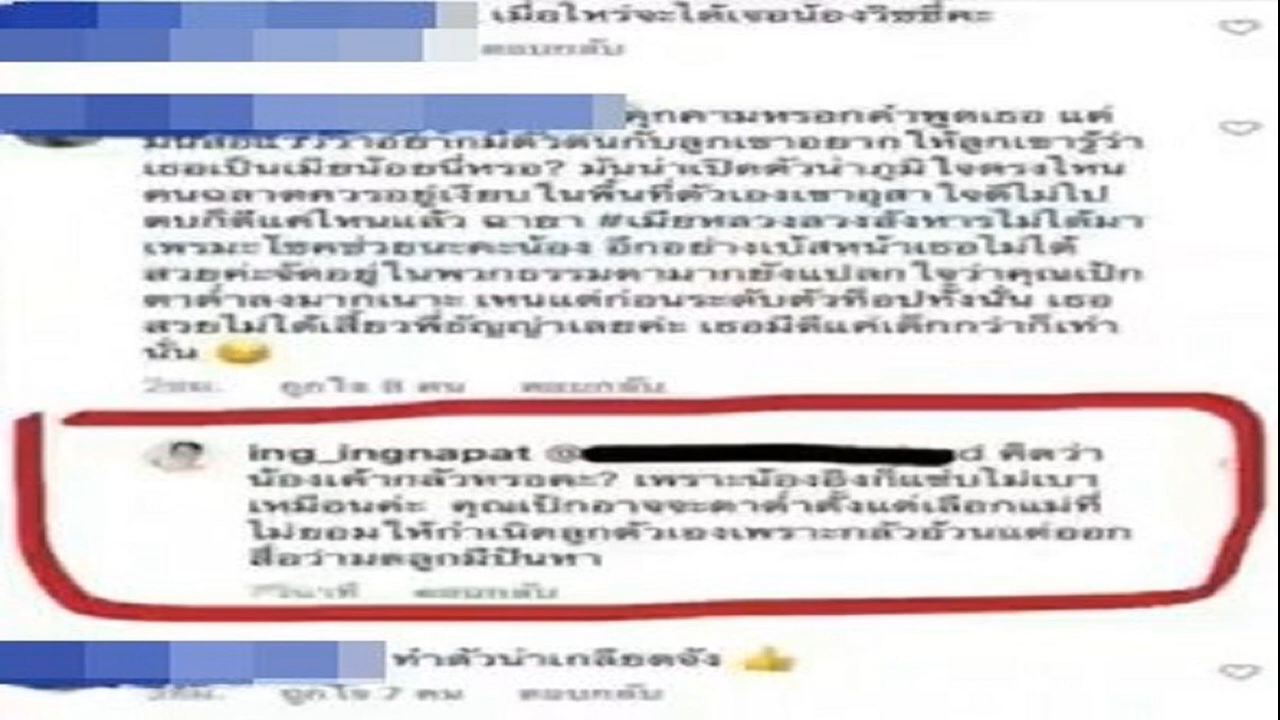 เมื่อไหร่จะได้เจอน้องวิชชี่คะ
ตอบกลับ
คุกคามหรอกคำพูดเธอ แต่
มันส่อแววว่าอยากมีตัวตนกับลูกเขาอยากให้ลูกเขารู้ว่า
เธอเป็นเมียน้อยนี่หรอ? มันน่าเปิดตัวน่าภูมิใจตรงไหน
คนฉลาดควรอยู่เงียบในพื้นที่ตัวเองเขาอุสาใจดีไม่ไป
ตบก็ดีแค่ไหนแล้ว ฉายา #เมียหลวงลวงสังหารไม่ได้มา
เพรมะโชคช่วยนะคะน้อง อีกอย่างเบ้สหน้าเธอไม่ได้
สวยค่ะจัดอยู่ในพวกธรรมดามากยังแปลกใจว่าคุณเป๊ก
ตาต่ำลงมากเนาะ เทนแต่ก่อนระดับตัวท็อปทั้งนั้น เธอ
สวยไม่ได้เสี้ยวพี่ธัญญ่าเลยค่ะ เธอมีดีแค่เด็กกว่าก็เท่า
นั้น
2ชม. ถูกใจ 8 คน ตอบกลับ
ing_ingnapat @ d คิดว่า
น้องเค้ากลัวหรอคะ? เพราะน้องอิงก็แซ่บไม่เบา
เหมือนค่ะ คุณเป๊กอาจจะตาต่ำตั้งแต่เลือกแม่ที่
ไม่ยอมให้กำเนิดลูกตัวเองเพราะกลัวอ้วนแต่ออก
สื่อว่ามดลูกมีปันหา
วินาที ตอบกลับ
ทำตัวน่าเกลียดจัง
ถูกใจ 7 คน ตอบกลับ